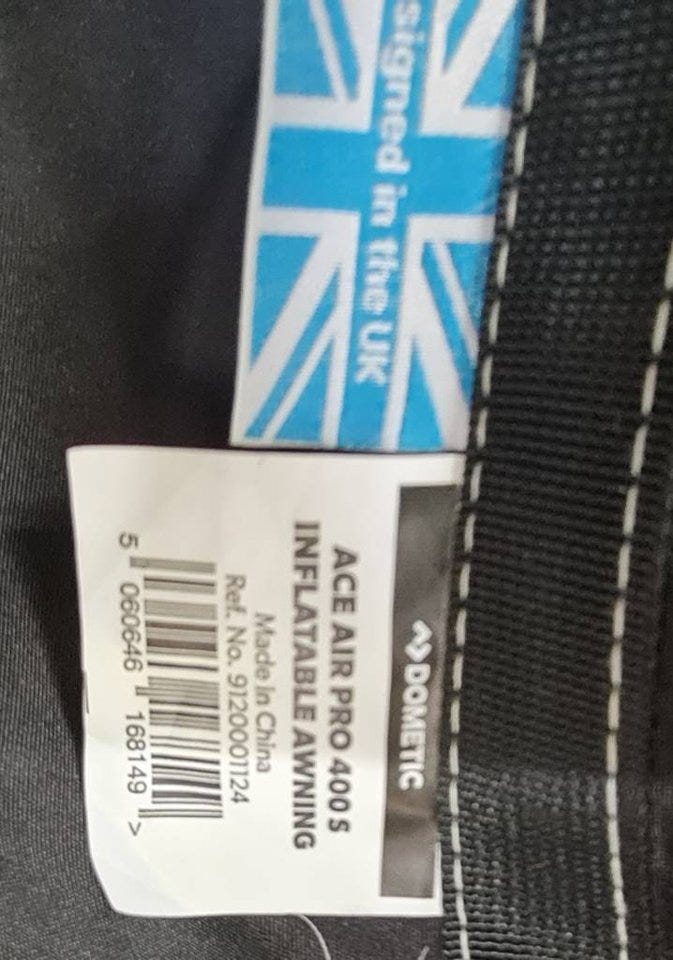 signed in the UK
DOMETIC
ACE AIR PRO 400 S
INFLATABLE AWNING
Made in China
Ref. No. 9120001124
5 060646 168149 >